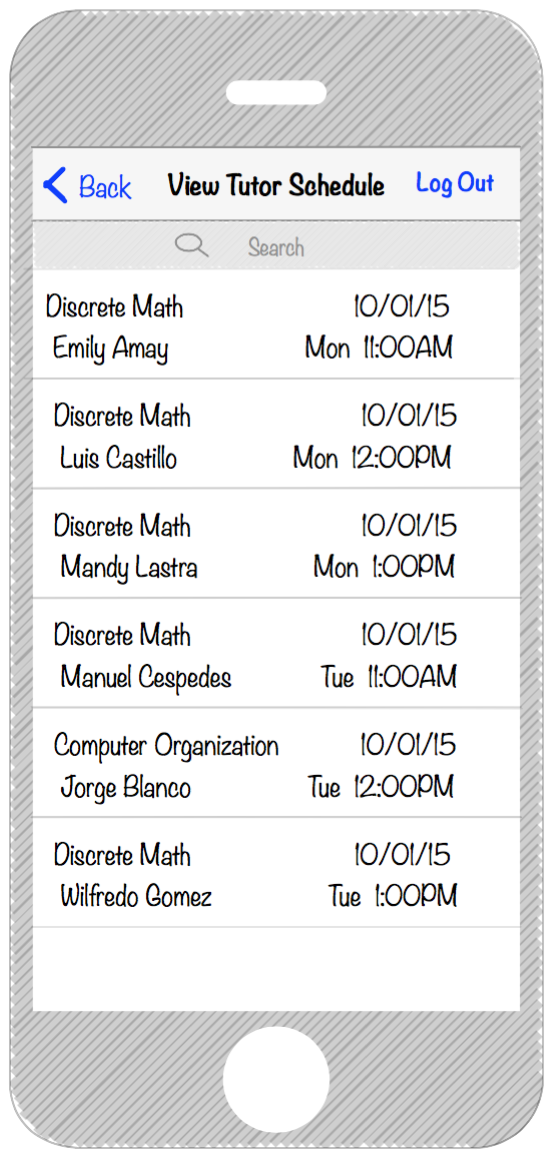 Back View Tutor Schedule Log Out
Search
Discrete Math 10/01/15
Emily Amay Mon 11:00AM
Discrete Math 10/01/15
Luis Castillo Mon 12:00PM
Discrete Math 10/01/15
Mandy Lastra Mon 1:00PM
Discrete Math 10/01/15
Manuel Cespedes Tue 11:00AM
Computer Organization 10/01/15
Jorge Blanco Tue 12:00PM
Discrete Math 10/01/15
Wilfredo Gomez Tue 1:00PM